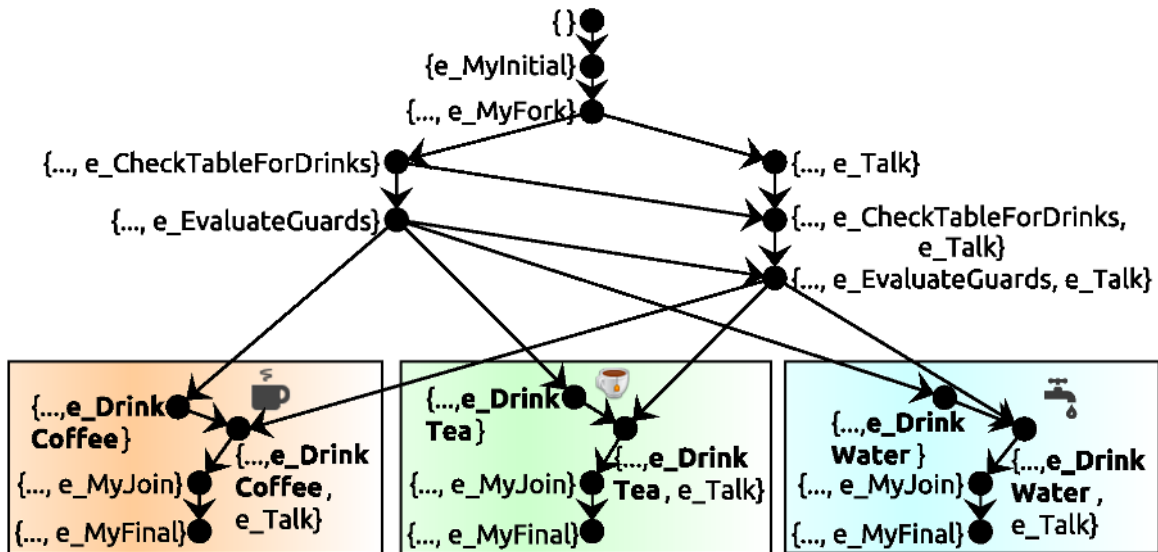 { }
{e_MyInitial}
{..., e_MyFork}
{..., e_CheckTableForDrinks}
{..., e_Talk}
{..., e_EvaluateGuards}
{..., e_CheckTableForDrinks,
e_Talk}
{..., e_EvaluateGuards, e_Talk}
{...,e_Drink
Coffee }
{...,e_Drink
Coffee ,
e_Talk}
{..., e_MyJoin}
{..., e_MyFinal}
{...,e_Drink
Tea }
{...,e_Drink
Tea , e_Talk}
{..., e_MyJoin}
{..., e_MyFinal}
{...,e_Drink
Water }
{...,e_Drink
Water ,
e_Talk}
{..., e_MyJoin}
{..., e_MyFinal}